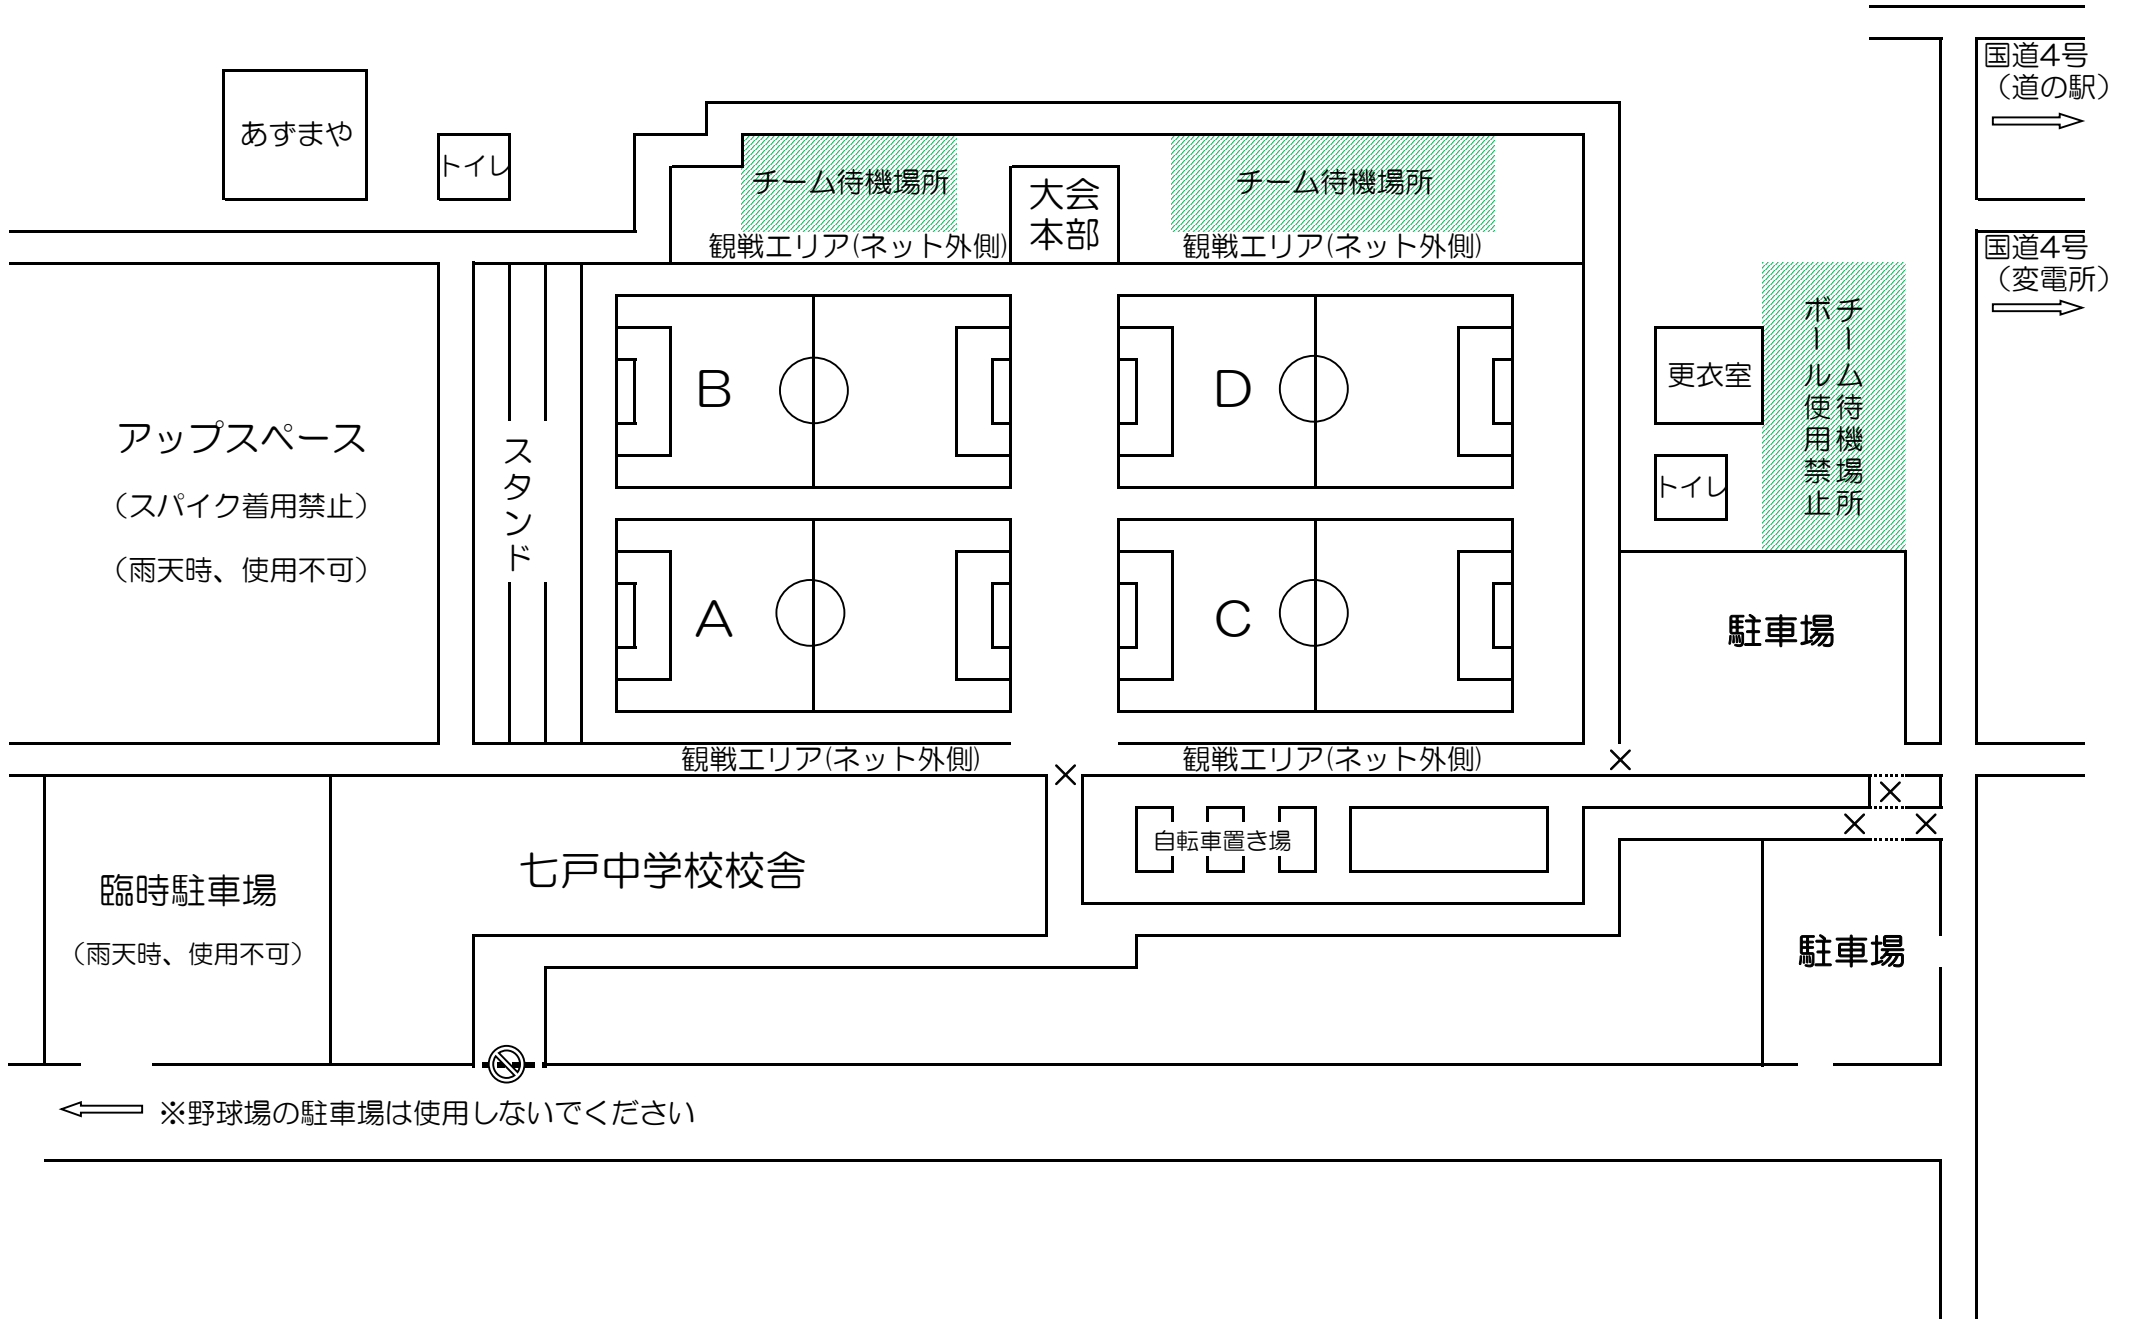 国道4号
（道の駅）
あずまや
トイレ
チーム待機場所
チーム待機場所
大会
本部
観戦エリア(ネット外側)
観戦エリア(ネット外側)
国道4号
（変電所）
チーム待機場所
ボール使用禁止
更衣室
トイレ
B
D
アップスペース
（スパイク着用禁止）
（雨天時、使用不可）
スタンド
A
C
駐車場
観戦エリア(ネット外側)
観戦エリア(ネット外側)
×
×
×
×
×
自転車置き場
七戸中学校校舎
臨時駐車場
（雨天時、使用不可）
駐車場
※野球場の駐車場は使用しないでください